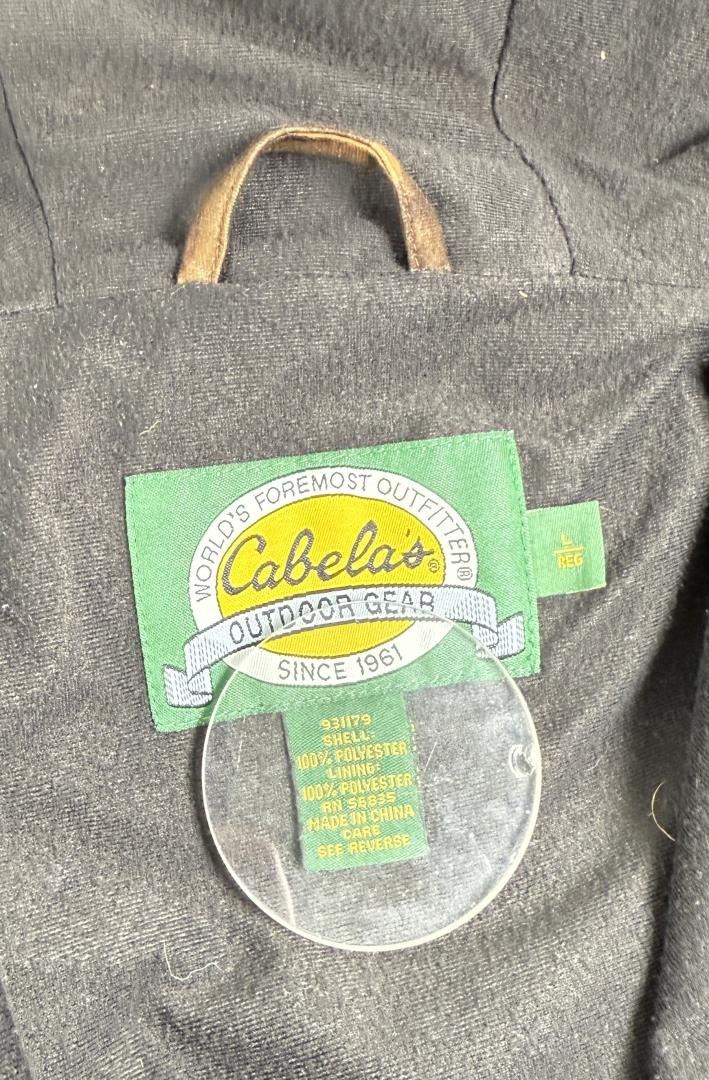 WORLD'S FOREMOST OUTFITTER®
Cabela's®
OUTDOOR GEAR
SINCE 1961
L
REG
931179
SHELL:
100% POLYESTER
LINING:
100% POLYESTER
RN 56835
MADE IN CHINA
CARE
SEE REVERSE